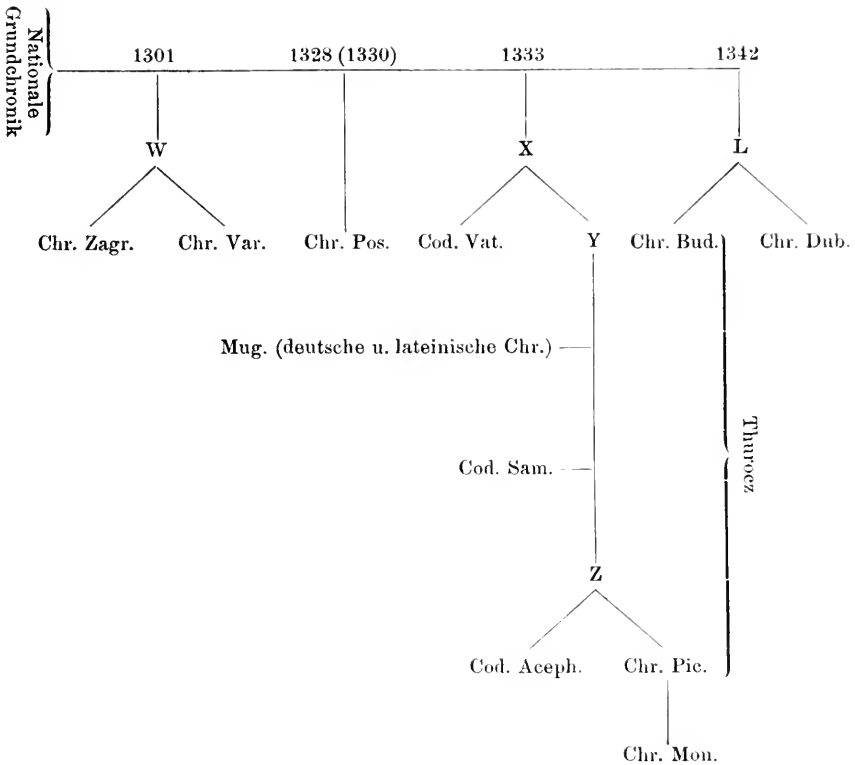 Nationale
Grundchronik
1301 1328 (1330) 1333 1342
W X L
Chr. Zagr. Chr. Var. Chr. Pos. Cod. Vat. Y Chr. Bud. Chr. Dub.
Mug. (deutsche u. lateinische Chr.)
Thurocz
Cod. Sam.
Z
Cod. Aceph. Chr. Pic.
Chr. Mon.